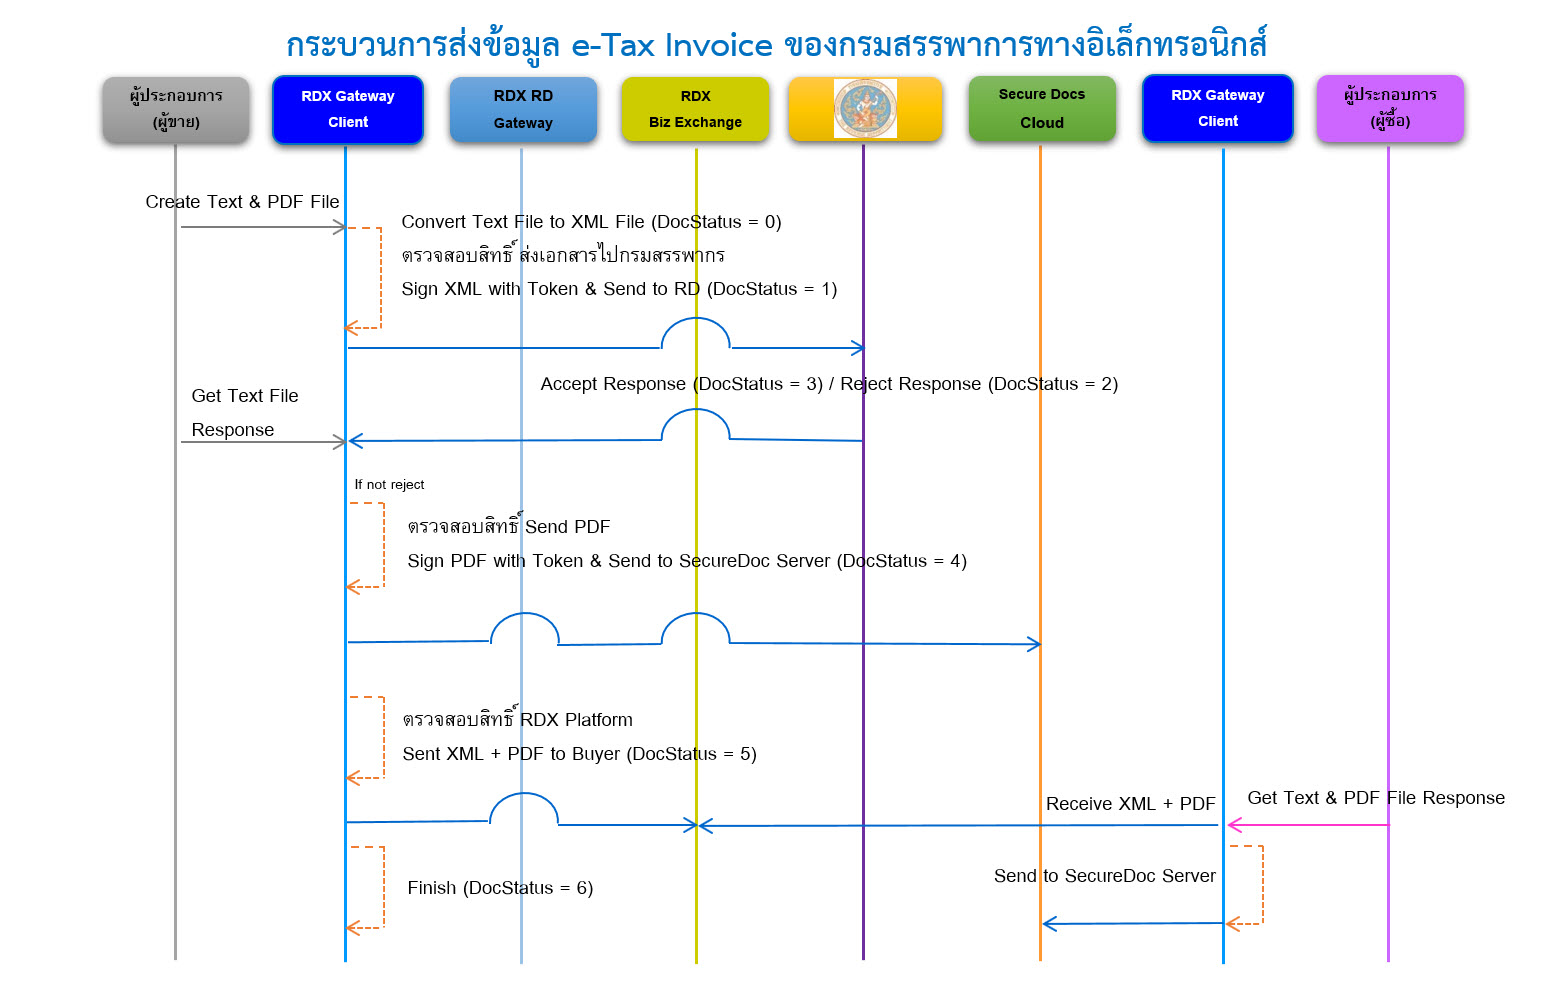 กระบวนการส่งข้อมูล e-Tax Invoice ของกรมสรรพาการทางอิเล็กทรอนิกส์
ผู้ประกอบการ
(ผู้ขาย)
RDX Gateway
Client
RDX RD
Gateway
RDX
Biz Exchange
Secure Docs
Cloud
RDX Gateway
Client
ผู้ประกอบการ
(ผู้ซื้อ)
Create Text & PDF File
Convert Text File to XML File (DocStatus = 0)
ตรวจสอบสิทธิ์ ส่งเอกสารไปกรมสรรพากร
Sign XML with Token & Send to RD (DocStatus = 1)
Accept Response (DocStatus = 3) / Reject Response (DocStatus = 2)
Get Text File
Response
If not reject
ตรวจสอบสิทธิ์ Send PDF
Sign PDF with Token & Send to SecureDoc Server (DocStatus = 4)
ตรวจสอบสิทธิ์ RDX Platform
Sent XML + PDF to Buyer (DocStatus = 5)
Receive XML + PDF
Get Text & PDF File Response
Send to SecureDoc Server
Finish (DocStatus = 6)